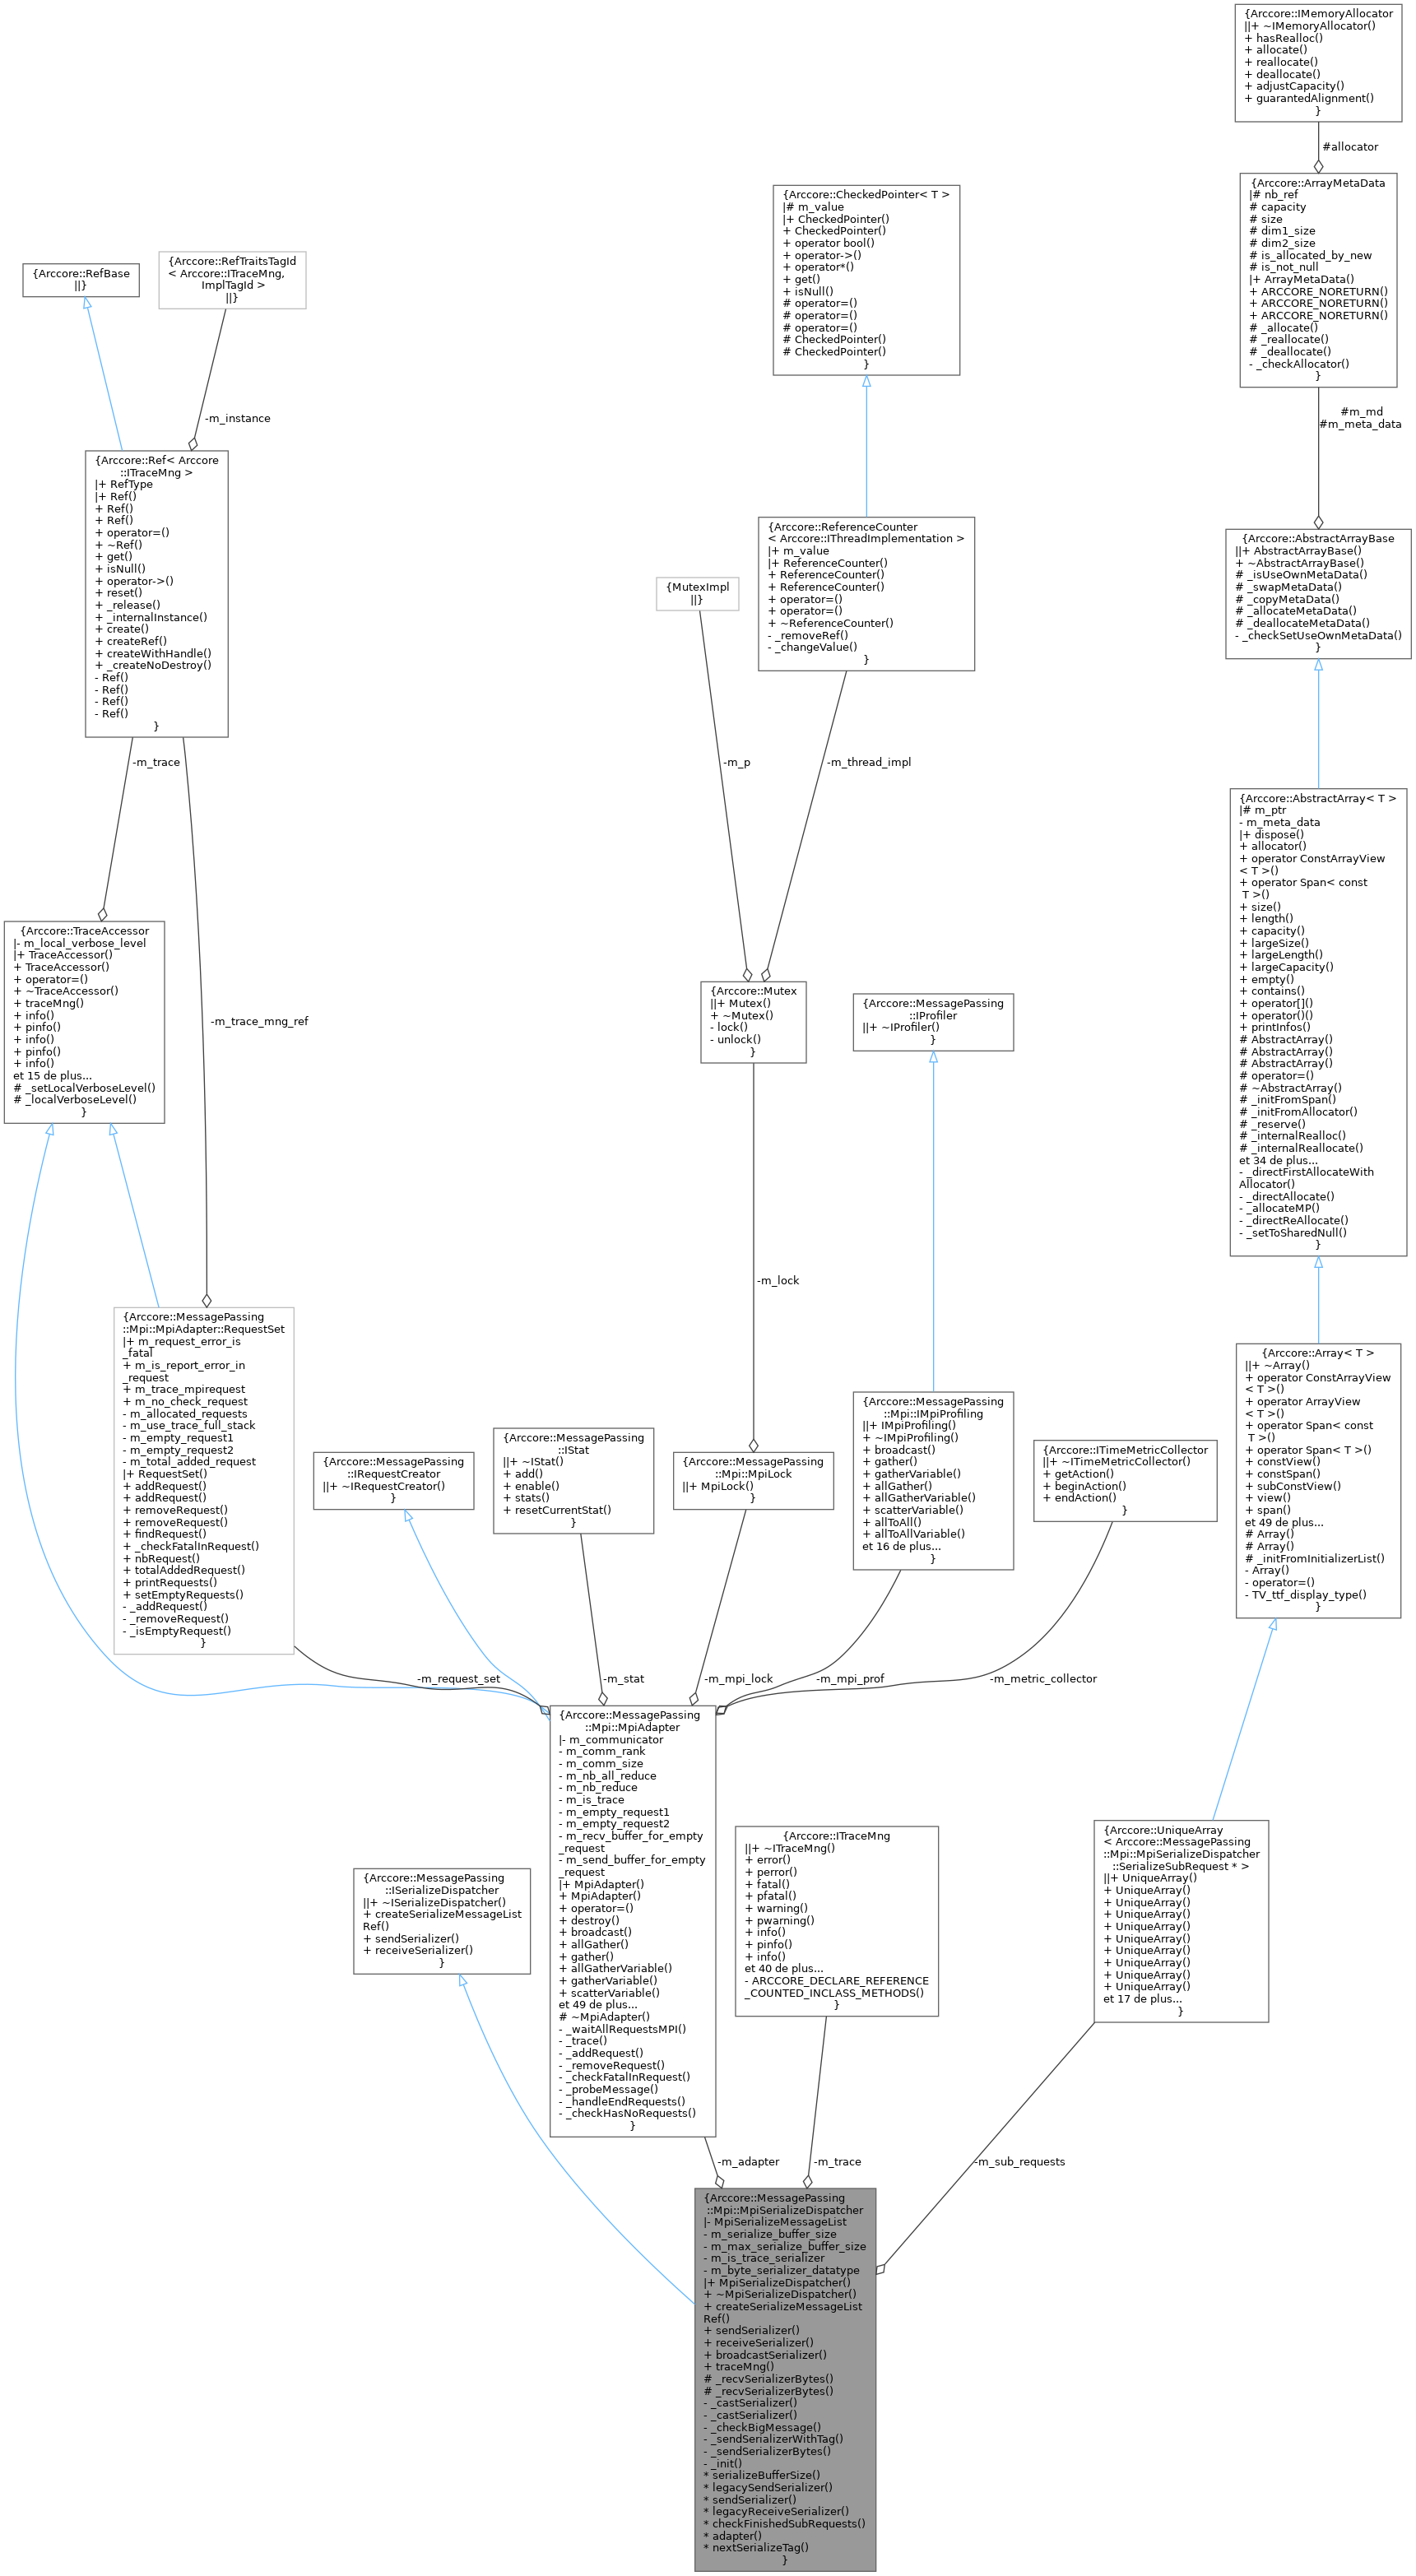 {Arccore::IMemoryAllocator
||+ ~IMemoryAllocator()
+ hasRealloc()
+ allocate()
+ reallocate()
+ deallocate()
+ adjustCapacity()
+ guarantedAlignment()
}
#allocator
{Arccore::ArrayMetaData
|# nb_ref
# capacity
# size
# dim1_size
# dim2_size
# is_allocated_by_new
# is_not_null
|+ ArrayMetaData()
+ ARCCORE_NORETURN()
+ ARCCORE_NORETURN()
+ ARCCORE_NORETURN()
# _allocate()
# _reallocate()
# _deallocate()
- _checkAllocator()
}
{Arccore::CheckedPointer< T >
|# m_value
|+ CheckedPointer()
+ CheckedPointer()
+ operator bool()
+ operator->()
+ operator*()
+ get()
+ isNull()
# operator=()
# operator=()
# operator=()
# CheckedPointer()
# CheckedPointer()
}
{Arccore::RefBase
||}
{Arccore::RefTraitsTagId
< Arccore::ITraceMng,
ImplTagId >
||}
-m_instance
#m_md
#m_meta_data
{Arccore::Ref< Arccore
::ITraceMng >
|+ RefType
|+ Ref()
+ Ref()
+ Ref()
+ operator=()
+ ~Ref()
+ get()
+ isNull()
+ operator->()
+ reset()
+ _release()
+ _internalInstance()
+ create()
+ createRef()
+ createWithHandle()
+ _createNoDestroy()
- Ref()
- Ref()
- Ref()
- Ref()
}
{MutexImpl
||}
{Arccore::ReferenceCounter
< Arccore::IThreadImplementation >
|+ m_value
|+ ReferenceCounter()
+ ReferenceCounter()
+ ReferenceCounter()
+ operator=()
+ operator=()
+ ~ReferenceCounter()
- _removeRef()
- _changeValue()
}
{Arccore::AbstractArrayBase
||+ AbstractArrayBase()
+ ~AbstractArrayBase()
# _isUseOwnMetaData()
# _swapMetaData()
# _copyMetaData()
# _allocateMetaData()
# _deallocateMetaData()
- _checkSetUseOwnMetaData()
}
-m_trace
-m_p
-m_thread_impl
{Arccore::AbstractArray< T >
|# m_ptr
- m_meta_data
|+ dispose()
+ allocator()
+ operator ConstArrayView
< T >()
+ operator Span< const
T >()
+ size()
+ length()
+ capacity()
+ largeSize()
+ largeLength()
+ largeCapacity()
+ empty()
+ contains()
+ operator[]()
+ operator()()
+ printInfos()
# AbstractArray()
# AbstractArray()
# AbstractArray()
# operator=()
# ~AbstractArray()
# _initFromSpan()
# _initFromAllocator()
# _reserve()
# _internalRealloc()
# _internalReallocate()
et 34 de plus...
- _directFirstAllocateWith
Allocator()
- _directAllocate()
- _allocateMP()
- _directReAllocate()
- _setToSharedNull()
}
{Arccore::TraceAccessor
|- m_local_verbose_level
|+ TraceAccessor()
+ TraceAccessor()
+ operator=()
+ ~TraceAccessor()
+ traceMng()
+ info()
+ pinfo()
+ info()
+ pinfo()
+ info()
et 15 de plus...
# _setLocalVerboseLevel()
# _localVerboseLevel()
}
-m_trace_mng_ref
{Arccore::Mutex
||+ Mutex()
+ ~Mutex()
- lock()
- unlock()
}
{Arccore::MessagePassing
::IProfiler
||+ ~IProfiler()
}
-m_lock
{Arccore::MessagePassing
::Mpi::MpiAdapter::RequestSet
|+ m_request_error_is
_fatal
+ m_is_report_error_in
_request
+ m_trace_mpirequest
+ m_no_check_request
- m_allocated_requests
- m_use_trace_full_stack
- m_empty_request1
- m_empty_request2
- m_total_added_request
|+ RequestSet()
+ addRequest()
+ addRequest()
+ removeRequest()
+ removeRequest()
+ findRequest()
+ _checkFatalInRequest()
+ nbRequest()
+ totalAddedRequest()
+ printRequests()
+ setEmptyRequests()
- _addRequest()
- _removeRequest()
- _isEmptyRequest()
}
{Arccore::MessagePassing
::IRequestCreator
||+ ~IRequestCreator()
}
{Arccore::MessagePassing
::IStat
||+ ~IStat()
+ add()
+ enable()
+ stats()
+ resetCurrentStat()
}
{Arccore::MessagePassing
::Mpi::MpiLock
||+ MpiLock()
}
{Arccore::MessagePassing
::Mpi::IMpiProfiling
||+ IMpiProfiling()
+ ~IMpiProfiling()
+ broadcast()
+ gather()
+ gatherVariable()
+ allGather()
+ allGatherVariable()
+ scatterVariable()
+ allToAll()
+ allToAllVariable()
et 16 de plus...
}
{Arccore::ITimeMetricCollector
||+ ~ITimeMetricCollector()
+ getAction()
+ beginAction()
+ endAction()
}
{Arccore::Array< T >
||+ ~Array()
+ operator ConstArrayView
< T >()
+ operator ArrayView
< T >()
+ operator Span< const
T >()
+ operator Span< T >()
+ constView()
+ constSpan()
+ subConstView()
+ view()
+ span()
et 49 de plus...
# Array()
# Array()
# _initFromInitializerList()
- Array()
- operator=()
- TV_ttf_display_type()
}
-m_request_set
-m_stat
-m_mpi_lock
-m_mpi_prof
-m_metric_collector
{Arccore::MessagePassing
::Mpi::MpiAdapter
|- m_communicator
- m_comm_rank
- m_comm_size
- m_nb_all_reduce
- m_nb_reduce
- m_is_trace
- m_empty_request1
- m_empty_request2
- m_recv_buffer_for_empty
_request
- m_send_buffer_for_empty
_request
|+ MpiAdapter()
+ MpiAdapter()
+ operator=()
+ destroy()
+ broadcast()
+ allGather()
+ gather()
+ allGatherVariable()
+ gatherVariable()
+ scatterVariable()
et 49 de plus...
# ~MpiAdapter()
- _waitAllRequestsMPI()
- _trace()
- _addRequest()
- _removeRequest()
- _checkFatalInRequest()
- _probeMessage()
- _handleEndRequests()
- _checkHasNoRequests()
}
{Arccore::MessagePassing
::ISerializeDispatcher
||+ ~ISerializeDispatcher()
+ createSerializeMessageList
Ref()
+ sendSerializer()
+ receiveSerializer()
}
{Arccore::ITraceMng
||+ ~ITraceMng()
+ error()
+ perror()
+ fatal()
+ pfatal()
+ warning()
+ pwarning()
+ info()
+ pinfo()
+ info()
et 40 de plus...
- ARCCORE_DECLARE_REFERENCE
_COUNTED_INCLASS_METHODS()
}
{Arccore::UniqueArray
< Arccore::MessagePassing
::Mpi::MpiSerializeDispatcher
::SerializeSubRequest * >
||+ UniqueArray()
+ UniqueArray()
+ UniqueArray()
+ UniqueArray()
+ UniqueArray()
+ UniqueArray()
+ UniqueArray()
+ UniqueArray()
+ UniqueArray()
+ UniqueArray()
et 17 de plus...
}
-m_adapter
-m_trace
-m_sub_requests
{Arccore::MessagePassing
::Mpi::MpiSerializeDispatcher
|- MpiSerializeMessageList
- m_serialize_buffer_size
- m_max_serialize_buffer_size
- m_is_trace_serializer
- m_byte_serializer_datatype
|+ MpiSerializeDispatcher()
+ ~MpiSerializeDispatcher()
+ createSerializeMessageList
Ref()
+ sendSerializer()
+ receiveSerializer()
+ broadcastSerializer()
+ traceMng()
# _recvSerializerBytes()
# _recvSerializerBytes()
- _castSerializer()
- _castSerializer()
- _checkBigMessage()
- _sendSerializerWithTag()
- _sendSerializerBytes()
- _init()
* serializeBufferSize()
* legacySendSerializer()
* sendSerializer()
* legacyReceiveSerializer()
* checkFinishedSubRequests()
* adapter()
* nextSerializeTag()
}